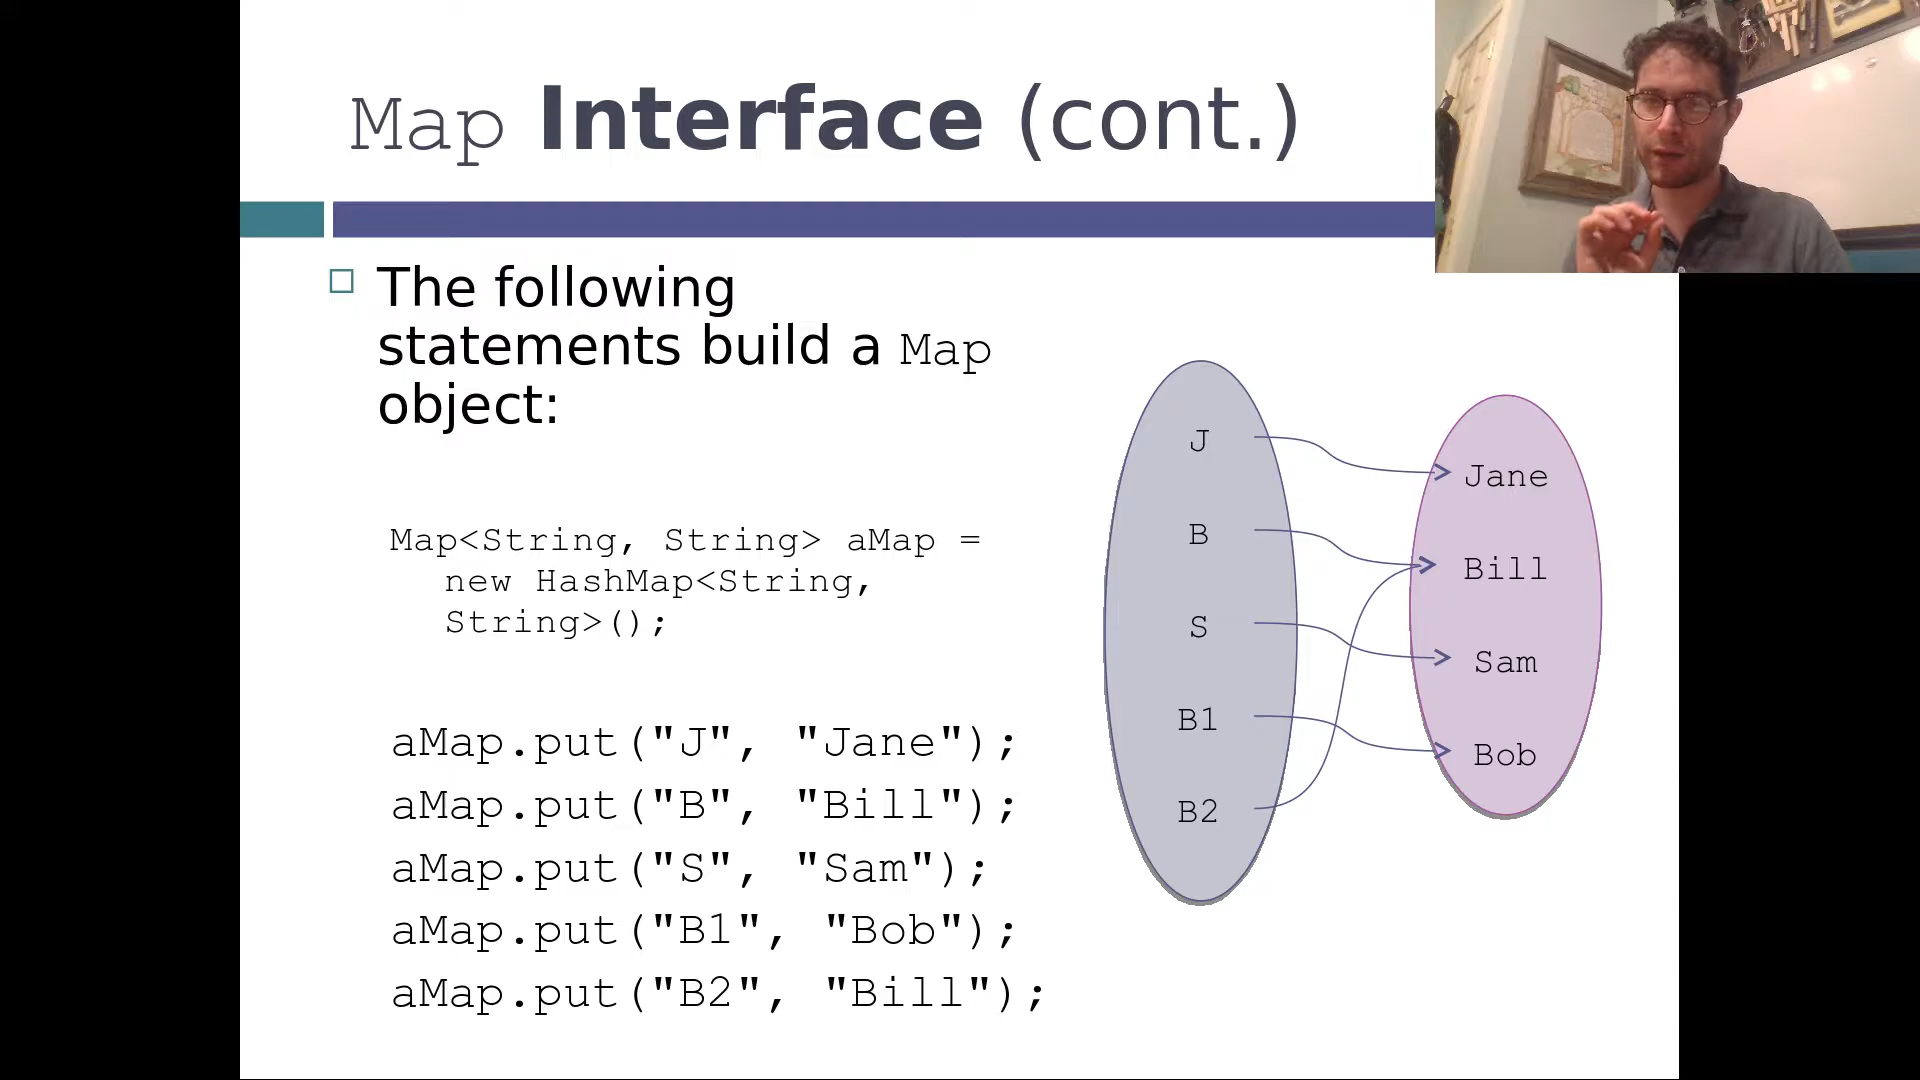 Map Interface (cont.)
The following
statements build a Map
object:
Map<String, String> aMap =
new HashMap<String,
String>();
aMap.put("J", "Jane");
aMap.put("B", "Bill");
aMap.put("S", "Sam");
aMap.put("B1", "Bob");
aMap.put("B2", "Bill");
J
B
S
B1
B2
Jane
Bill
Sam
Bob